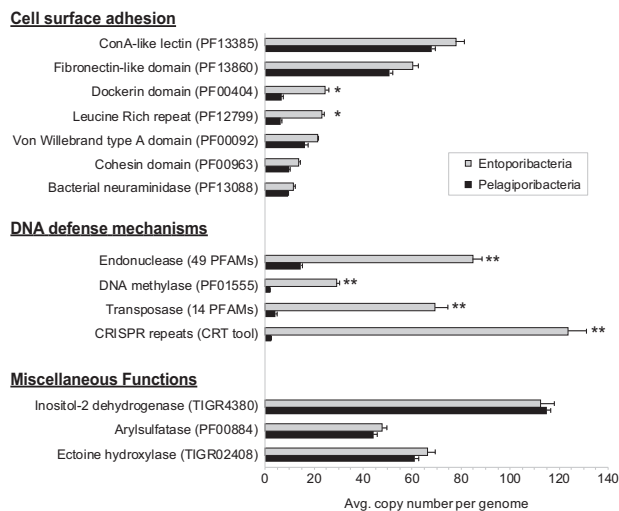 Cell surface adhesion
ConA-like lectin (PF13385)
Fibronectin-like domain (PF13860)
Dockerin domain (PF00404)
*
Leucine Rich repeat (PF12799)
*
Von Willebrand type A domain (PF00092)
Cohesin domain (PF00963)
Bacterial neuraminidase (PF13088)
Entoporibacteria
Pelagiporibacteria
DNA defense mechanisms
Endonuclease (49 PFAMs)
**
DNA methylase (PF01555)
**
Transposase (14 PFAMs)
**
CRISPR repeats (CRT tool)
**
Miscellaneous Functions
Inositol-2 dehydrogenase (TIGR4380)
Arylsulfatase (PF00884)
Ectoine hydroxylase (TIGR02408)
0 20 40 60 80 100 120 140
Avg. copy number per genome